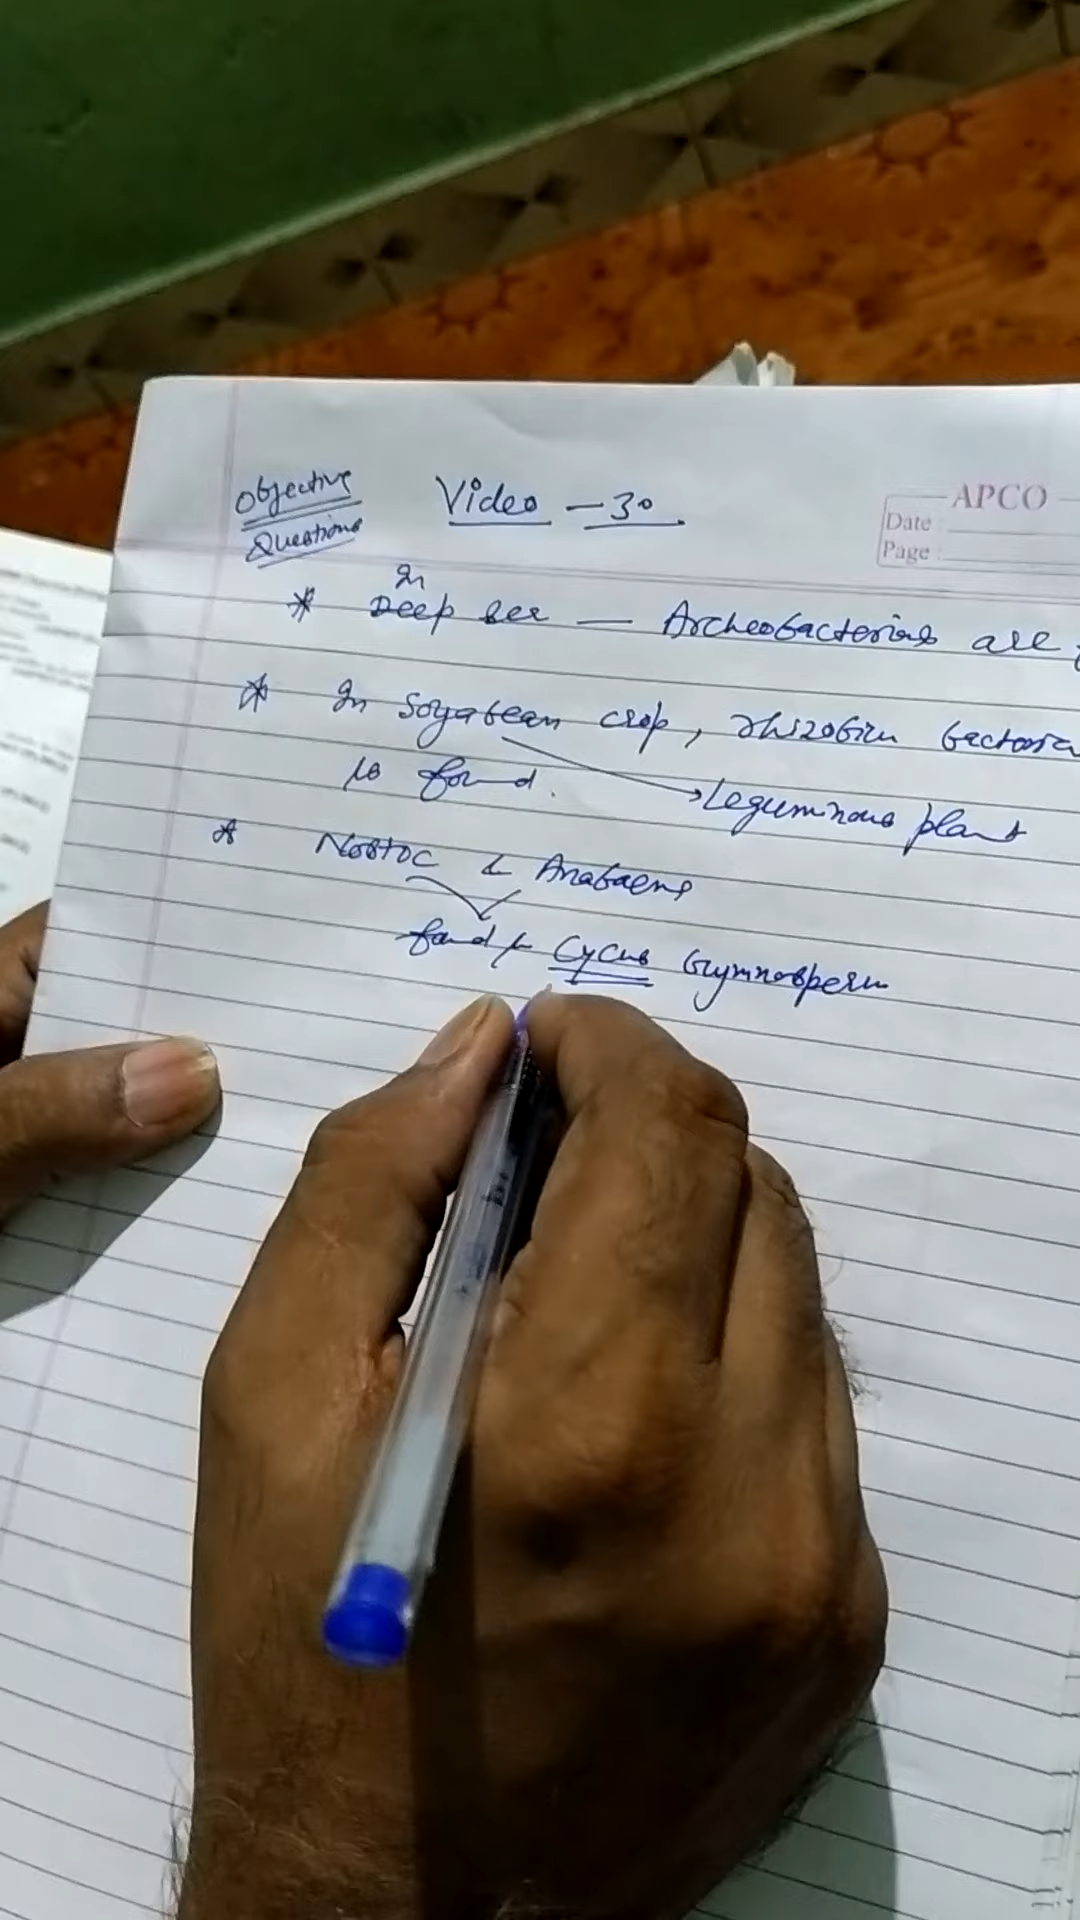 Objective
Questions
Video - 30
APCO
Date :
Page :
In
* Deep see — Archeobacterias are
* In Soyabean crop, rhizobium bacteria
is found.
Leguminous plant
* Nostoc & Anabaena
found in Cycus Gymnosperm